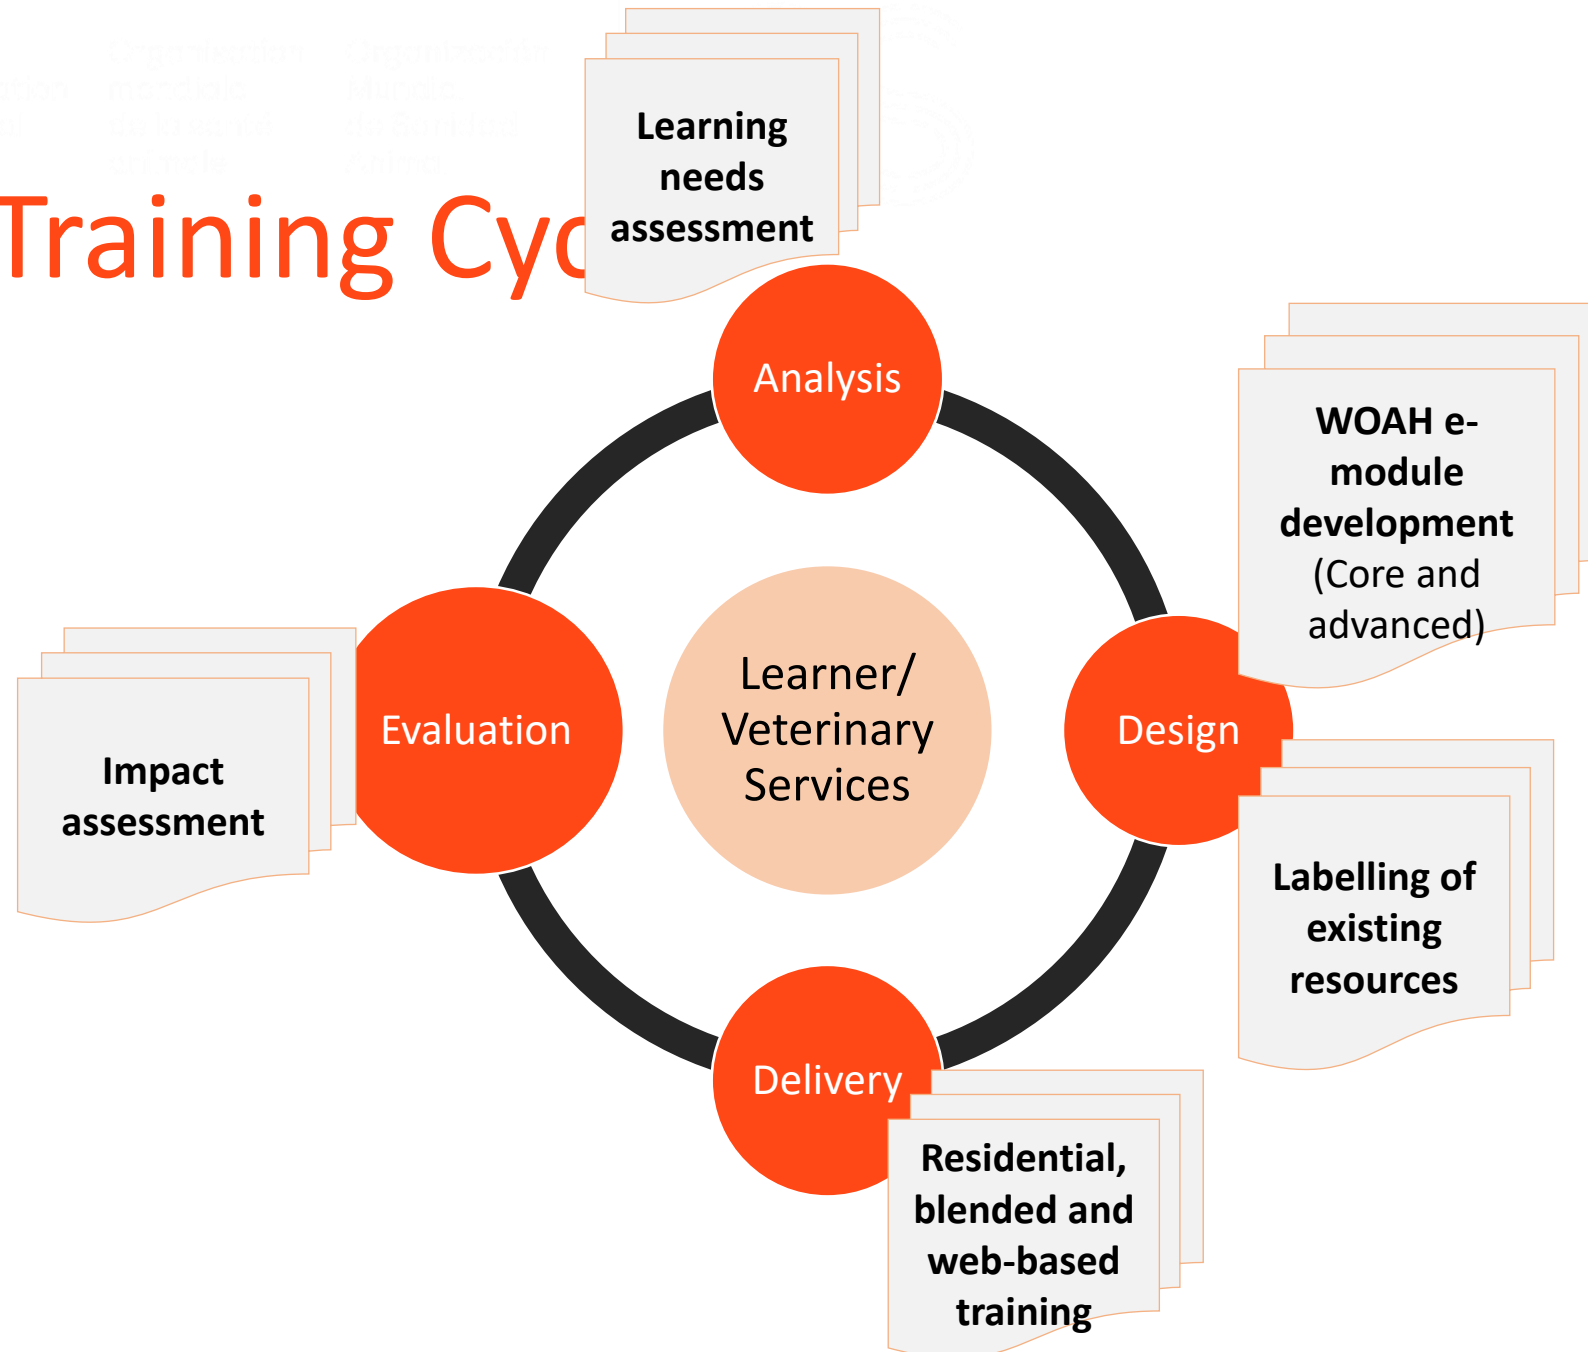 Training Cyc
Learning
needs
assessment
Analysis
WOAH e-
module
development
(Core and
advanced)
Learner/
Veterinary
Services
Evaluation
Design
Impact
assessment
Labelling of
existing
resources
Delivery
Residential,
blended and
web-based
training